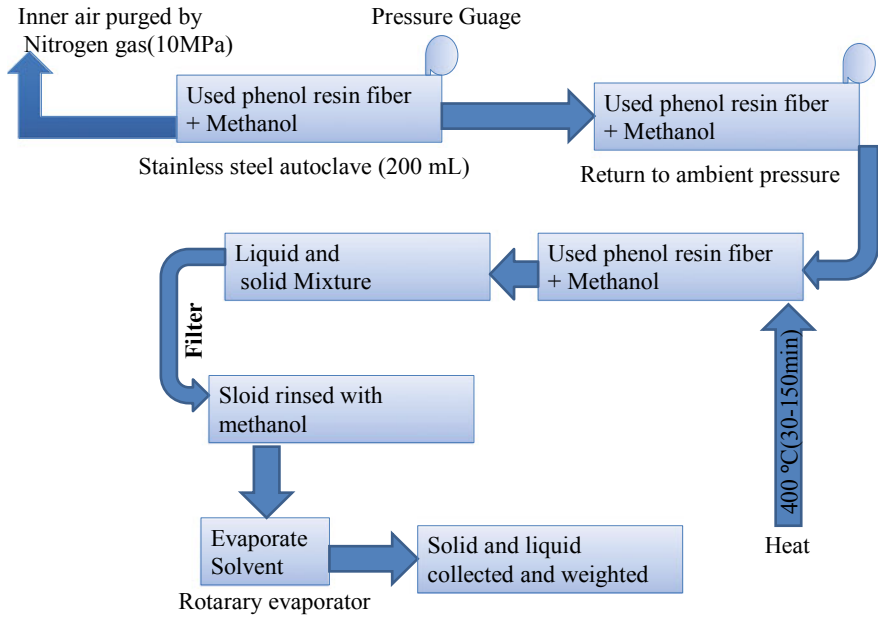 Inner air purged by
Nitrogen gas(10MPa)
Pressure Guage
Used phenol resin fiber
+ Methanol
Stainless steel autoclave (200 mL)
Used phenol resin fiber
+ Methanol
Return to ambient pressure
Used phenol resin fiber
+ Methanol
400 °C(30-150min)
Heat
Liquid and
solid Mixture
Filter
Sloid rinsed with
methanol
Evaporate
Solvent
Rotarary evaporator
Solid and liquid
collected and weighted